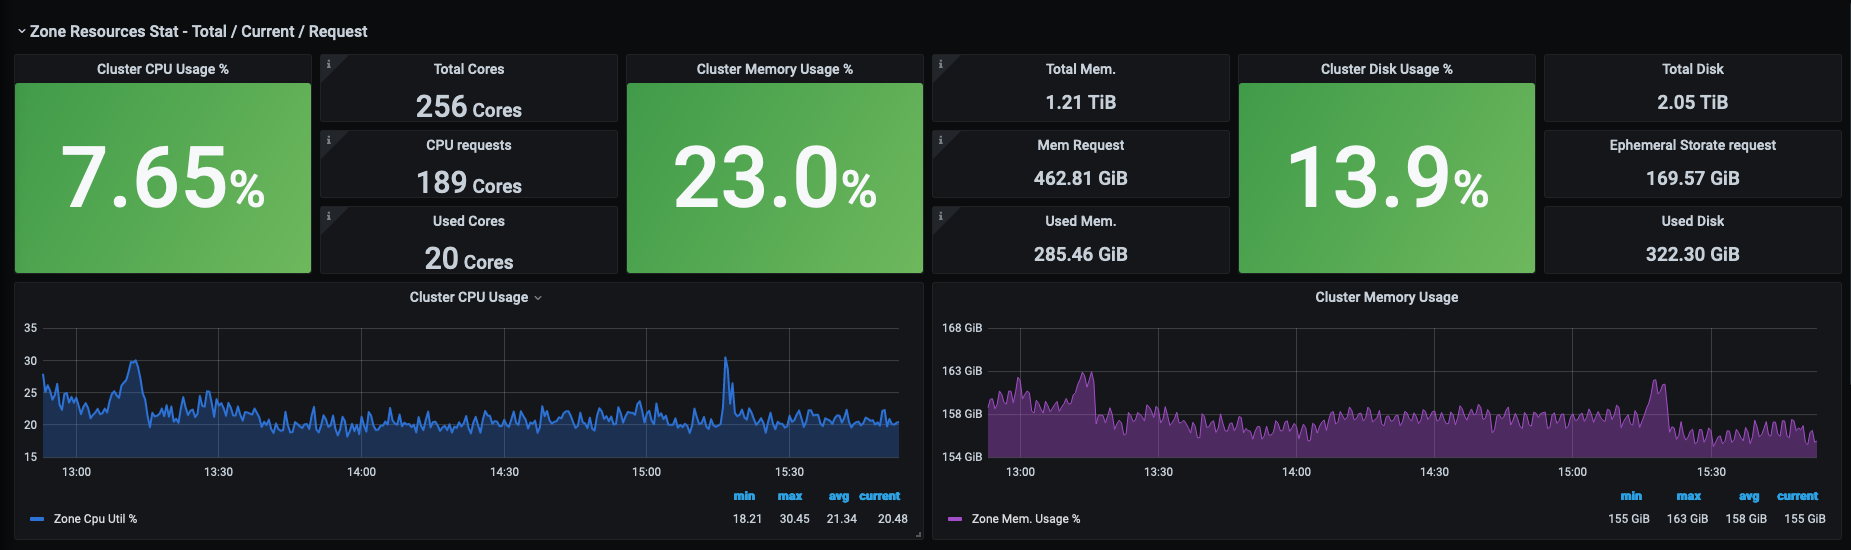 Zone Resources Stat - Total / Current / Request
Cluster CPU Usage %
7.65%
Total Cores
256 Cores
CPU requests
189 Cores
Used Cores
20 Cores
Cluster Memory Usage %
23.0%
Total Mem.
1.21 TiB
Mem Request
462.81 GiB
Used Mem.
285.46 GiB
Cluster Disk Usage %
13.9%
Total Disk
2.05 TiB
Ephemeral Storate request
169.57 GiB
Used Disk
322.30 GiB
Cluster CPU Usage
35
30
25
20
15
13:00 13:30 14:00 14:30 15:00 15:30
min max avg current
Zone Cpu Util % 18.21 30.45 21.34 20.48
Cluster Memory Usage
168 GiB
163 GiB
158 GiB
154 GiB
13:00 13:30 14:00 14:30 15:00 15:30
min max avg current
Zone Mem. Usage % 155 GiB 163 GiB 158 GiB 155 GiB